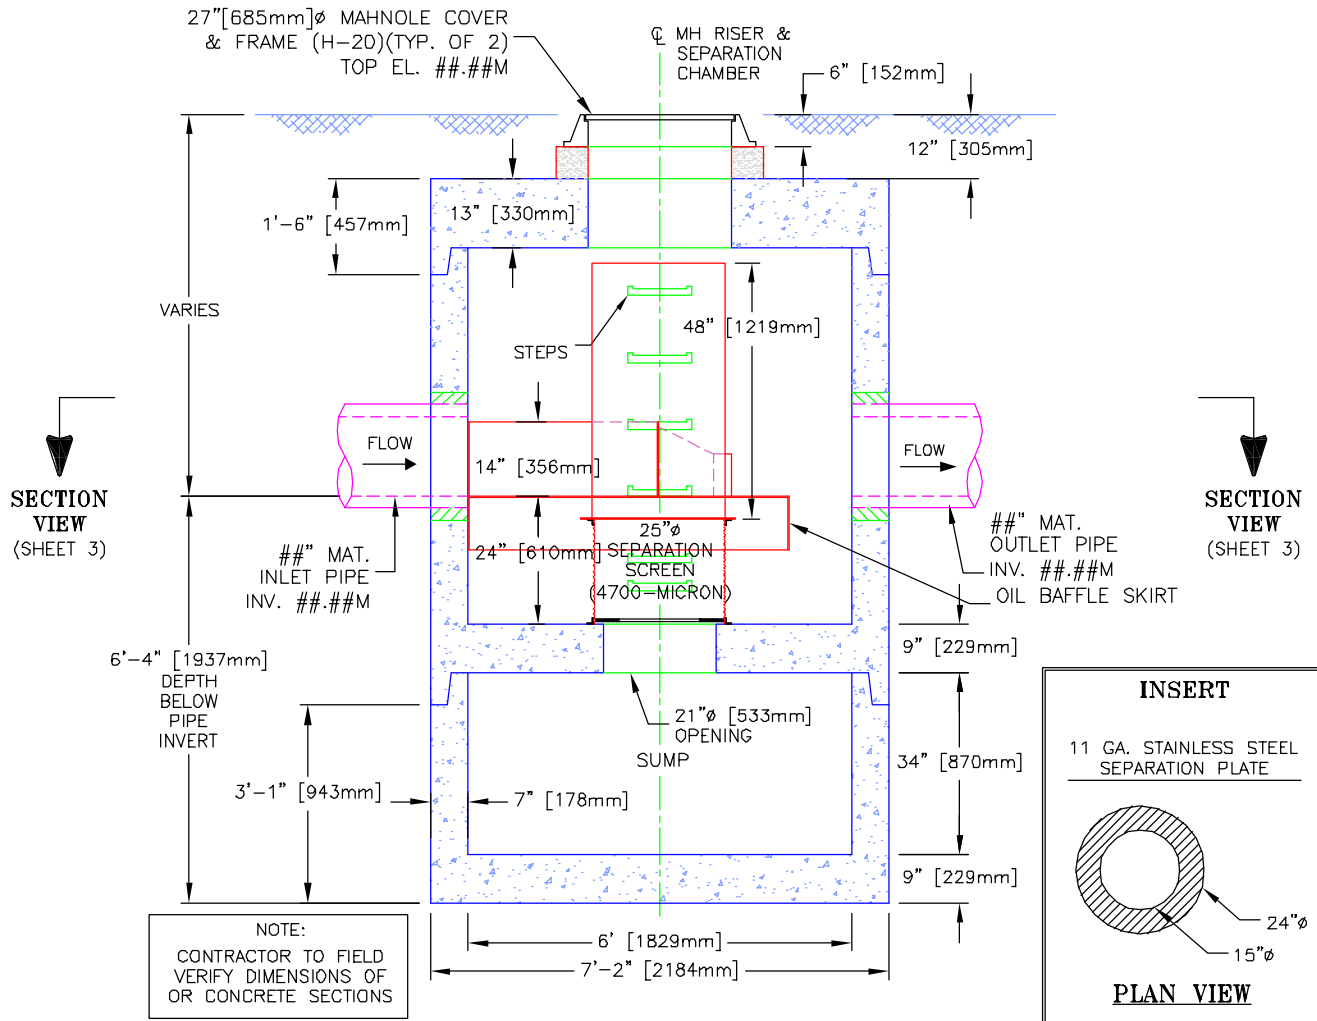 27"[685mm]ø MAHNOLE COVER
& FRAME (H-20)(TYP. OF 2)
TOP EL. ##.##M
℄ MH RISER &
SEPARATION
CHAMBER
6" [152mm]
12" [305mm]
1'-6" [457mm]
13" [330mm]
VARIES
STEPS
48" [1219mm]
FLOW
14" [356mm]
FLOW
SECTION
VIEW
(SHEET 3)
SECTION
VIEW
(SHEET 3)
24" [610mm]
25"ø
SEPARATION
SCREEN
(4700-MICRON)
##" MAT.
INLET PIPE
INV. ##.##M
##" MAT.
OUTLET PIPE
INV. ##.##M
OIL BAFFLE SKIRT
6'-4" [1937mm]
DEPTH
BELOW
PIPE
INVERT
9" [229mm]
21"ø [533mm]
OPENING
SUMP
34" [870mm]
3'-1" [943mm]
7" [178mm]
9" [229mm]
6' [1829mm]
7'-2" [2184mm]
NOTE:
CONTRACTOR TO FIELD
VERIFY DIMENSIONS OF
OR CONCRETE SECTIONS
INSERT
11 GA. STAINLESS STEEL
SEPARATION PLATE
24"ø
15"ø
PLAN VIEW